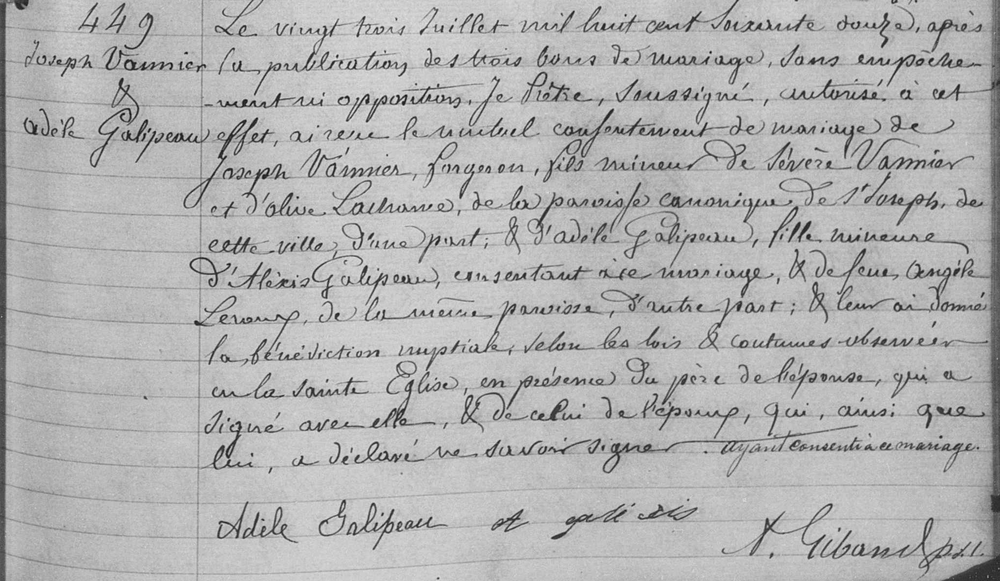 449
Joseph Vannier
&
Adèle Galipeau
Le vingt trois Juillet mil huit cent soixante douze, après
la publication des trois bans de mariage, sans empêche-
-ment ni opposition. Je Prêtre, soussigné, autorisé à cet
effet, ai reçu le mutuel consentement de mariage de
Joseph Vannier, forgeron, fils mineur de Sévère Vannier
et d'Olive Lachance, de la paroisse canonique de St Joseph, de
cette ville, d'une part; & d'Adèle Galipeau, fille mineure
d'Alexis Galipeau, consentant à ce mariage, & de feue Angèle
Leroux, de la même paroisse, d'autre part; & leur ai donné
la bénédiction nuptiale, selon les lois & coutumes observées
en la sainte Eglise, en présence du père de l'épouse, qui a
signé avec elle, & de celui de l'époux, qui, ainsi que
lui, a déclaré ne savoir signer. ayant consenti à ce mariage.
Adèle Galipeau